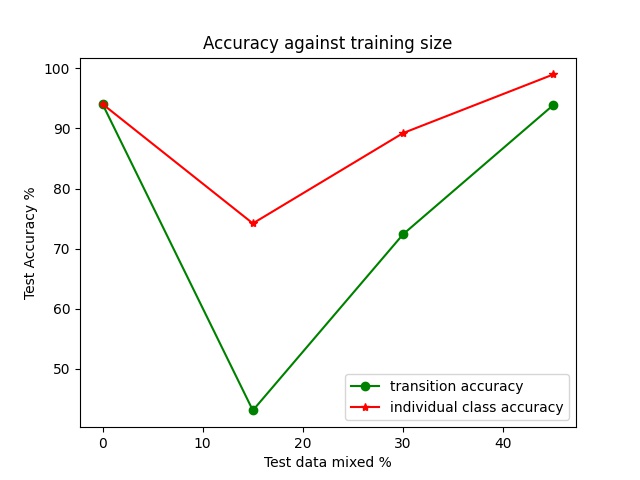 Accuracy against training size
100
90
80
70
60
50
Test Accuracy %
transition accuracy
individual class accuracy
0 10 20 30 40
Test data mixed %